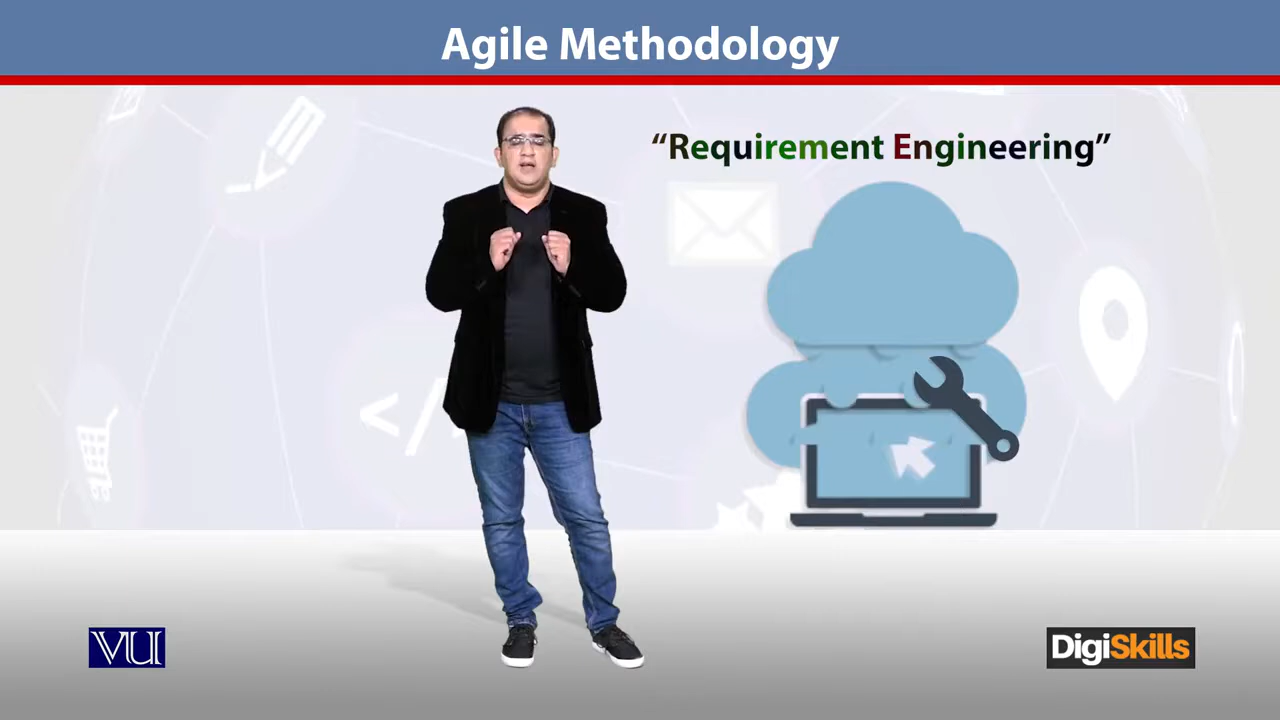 Agile Methodology
“Requirement Engineering”
</>
VU
DigiSkills